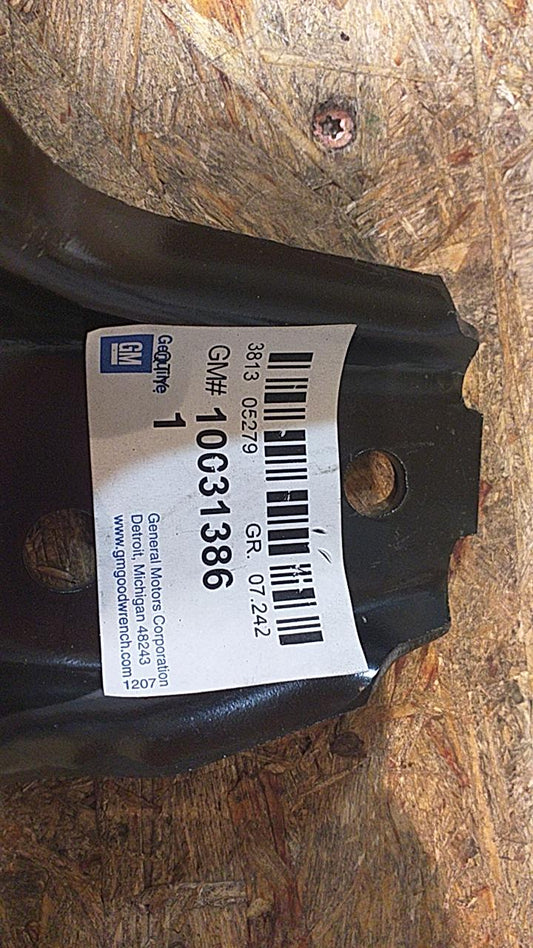 3813 05279 GR. 07.242
GM# 10031386
1
GM
General Motors Corporation
Detroit, Michigan 48243
www.gmgoodwrench.com
1207